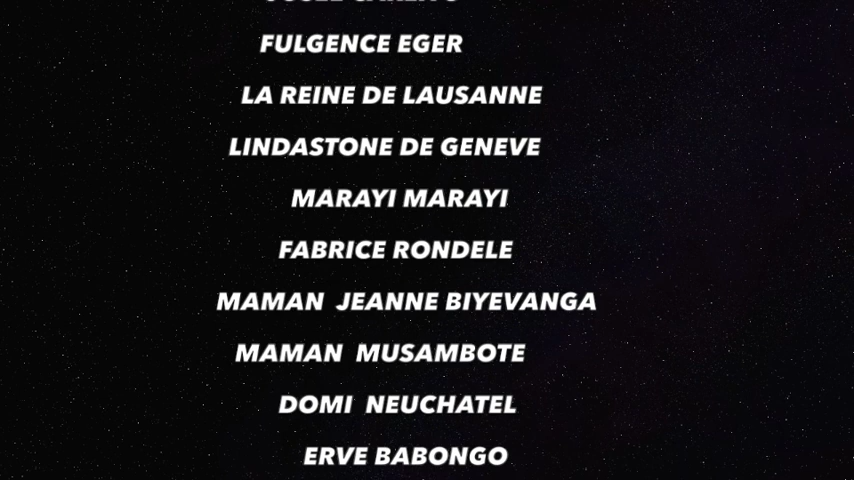 FULGENCE EGER
LA REINE DE LAUSANNE
LINDASTONE DE GENEVE
MARAYI MARAYI
FABRICE RONDELE
MAMAN JEANNE BIYEVANGA
MAMAN MUSAMBOTE
DOMI NEUCHATEL
ERVE BABONGO